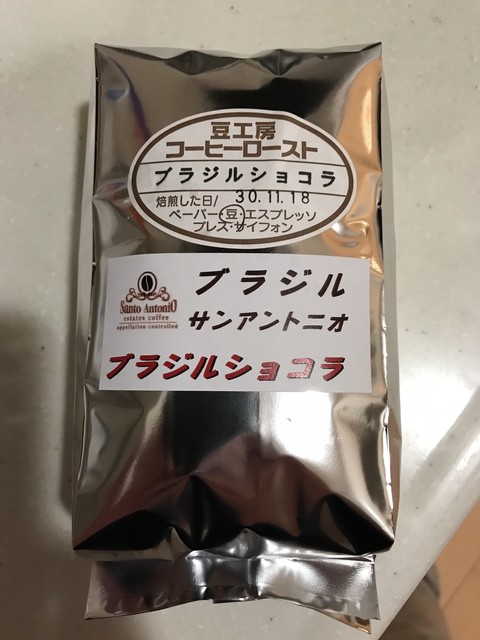 豆工房
コーヒーロースト
ブラジルショコラ
焙煎した日/ 30.11.18
ペーパー・豆・エスプレッソ
プレス・サイフォン
ブラジル
Santo AntoniO
estates coffee
appellation controlled
サンアントニオ
ブラジルショコラ